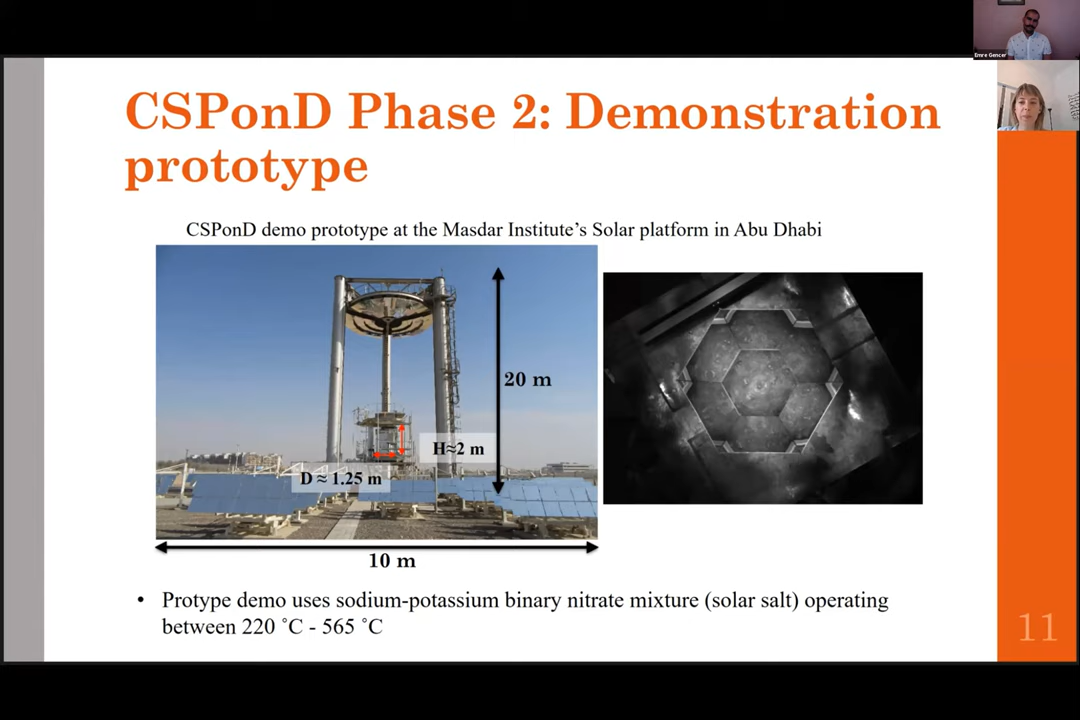 Emre Gencer
CSPonD Phase 2: Demonstration
prototype
CSPonD demo prototype at the Masdar Institute’s Solar platform in Abu Dhabi
20 m
H≈2 m
D ≈ 1.25 m
10 m
• Protype demo uses sodium-potassium binary nitrate mixture (solar salt) operating
between 220 ˚C - 565 ˚C
11